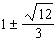 1 ± √12/3